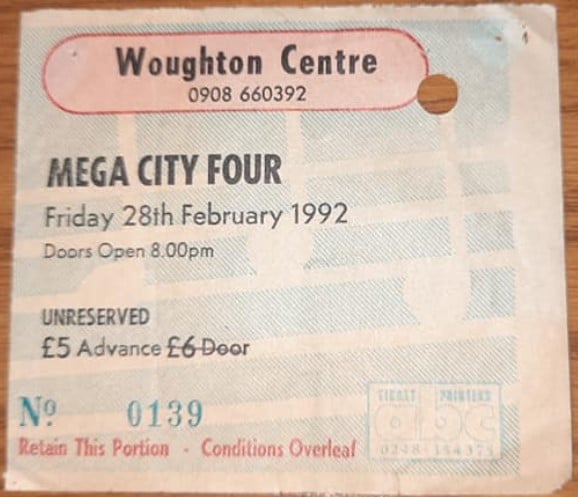 Woughton Centre
0908 660392
MEGA CITY FOUR
Friday 28th February 1992
Doors Open 8.00pm
UNRESERVED
£5 Advance £6 Door
Nº 0139
TICKET PRINTERS
abc
Retain This Portion - Conditions Overleaf